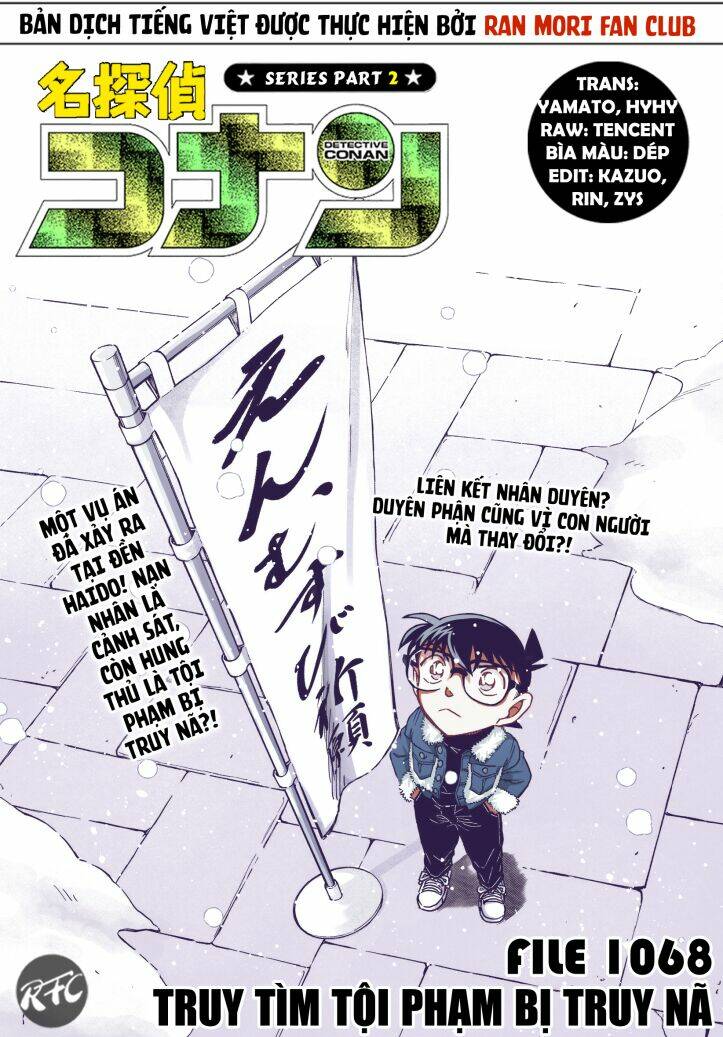 BẢN DỊCH TIẾNG VIỆT ĐƯỢC THỰC HIỆN BỞI RAN MORI FAN CLUB
名探偵
★ SERIES PART 2 ★
コナン
DETECTIVE
CONAN
TRANS:
YAMATO, HYHY
RAW: TENCENT
BÌA MÀU: DÉP
EDIT: KAZUO,
RIN, ZYS
えんむすび祈願
MỘT VỤ ÁN
ĐÃ XẢY RA
TẠI ĐỀN
HAIDO! NẠN
NHÂN LÀ
CẢNH SÁT,
CÒN HUNG
THỦ LÀ TỘI
PHẠM BỊ
TRUY NÃ?!
LIÊN KẾT NHÂN DUYÊN?
DUYÊN PHẬN CŨNG VÌ CON NGƯỜI
MÀ THAY ĐỔI?!
FILE 1068
TRUY TÌM TỘI PHẠM BỊ TRUY NÃ
RFC